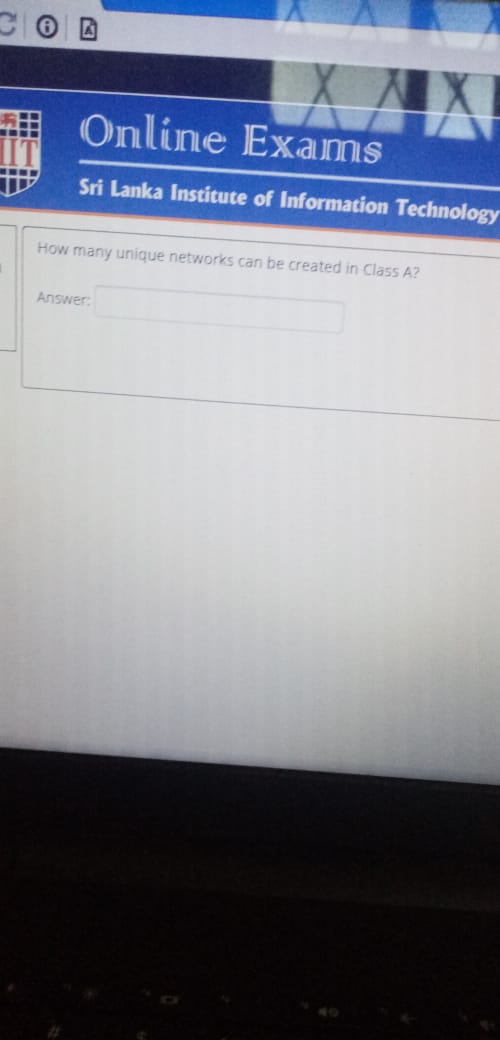 IIT
Online Exams
Sri Lanka Institute of Information Technology
How many unique networks can be created in Class A?
Answer: